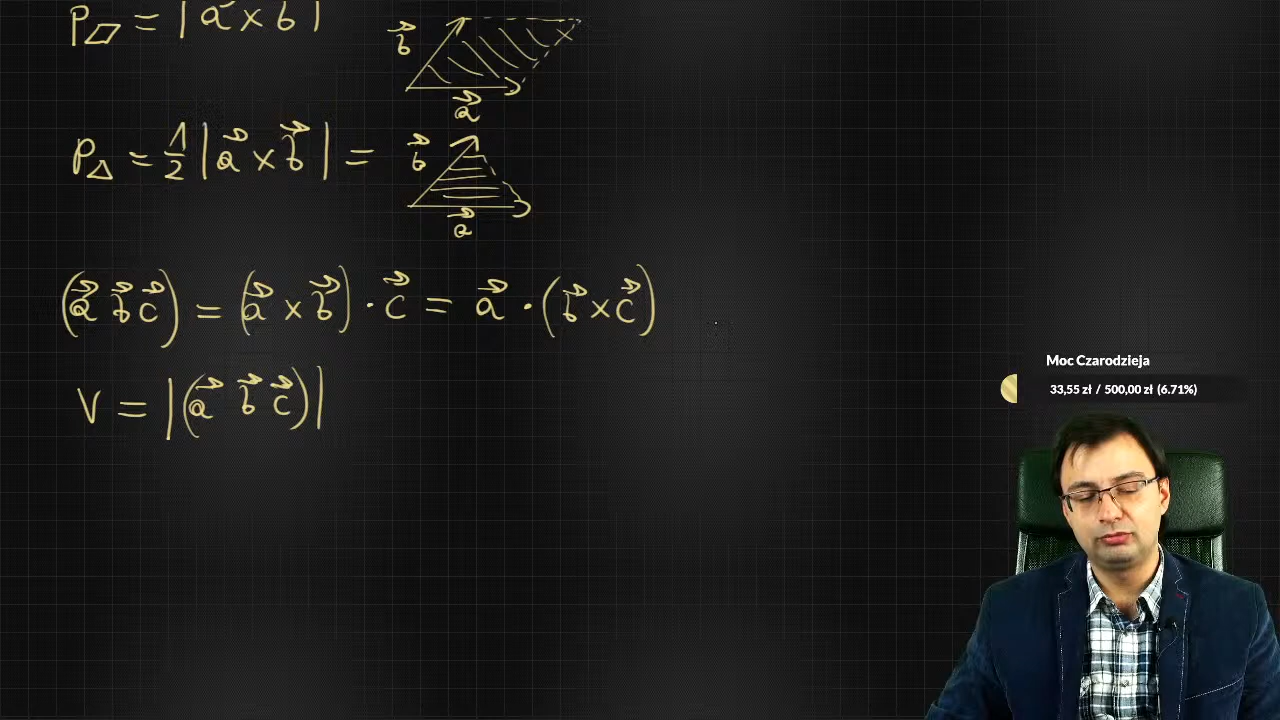 P▱ = |a⃗ × b⃗|
b⃗
a⃗
P△ = 1/2 |a⃗ × b⃗| =
b⃗
a⃗
(a⃗ b⃗ c⃗) = (a⃗ × b⃗) · c⃗ = a⃗ · (b⃗ × c⃗)
V = |(a⃗ b⃗ c⃗)|
Moc Czarodzieja
33,55 zł / 500,00 zł (6.71%)